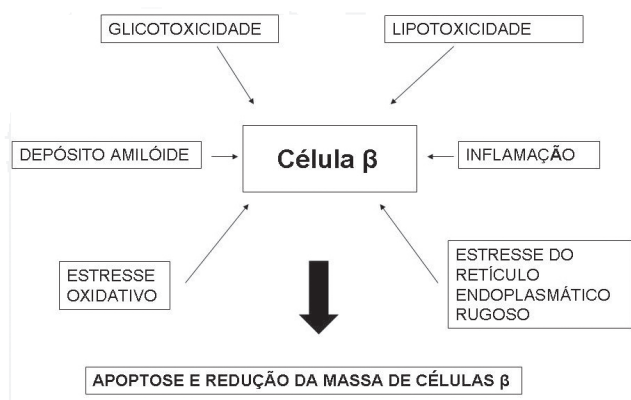 GLICOTOXICIDADE
LIPOTOXICIDADE
DEPÓSITO AMILÓIDE
Célula β
INFLAMAÇÃO
ESTRESSE
OXIDATIVO
ESTRESSE DO
RETÍCULO
ENDOPLASMÁTICO
RUGOSO
APOPTOSE E REDUÇÃO DA MASSA DE CÉLULAS β